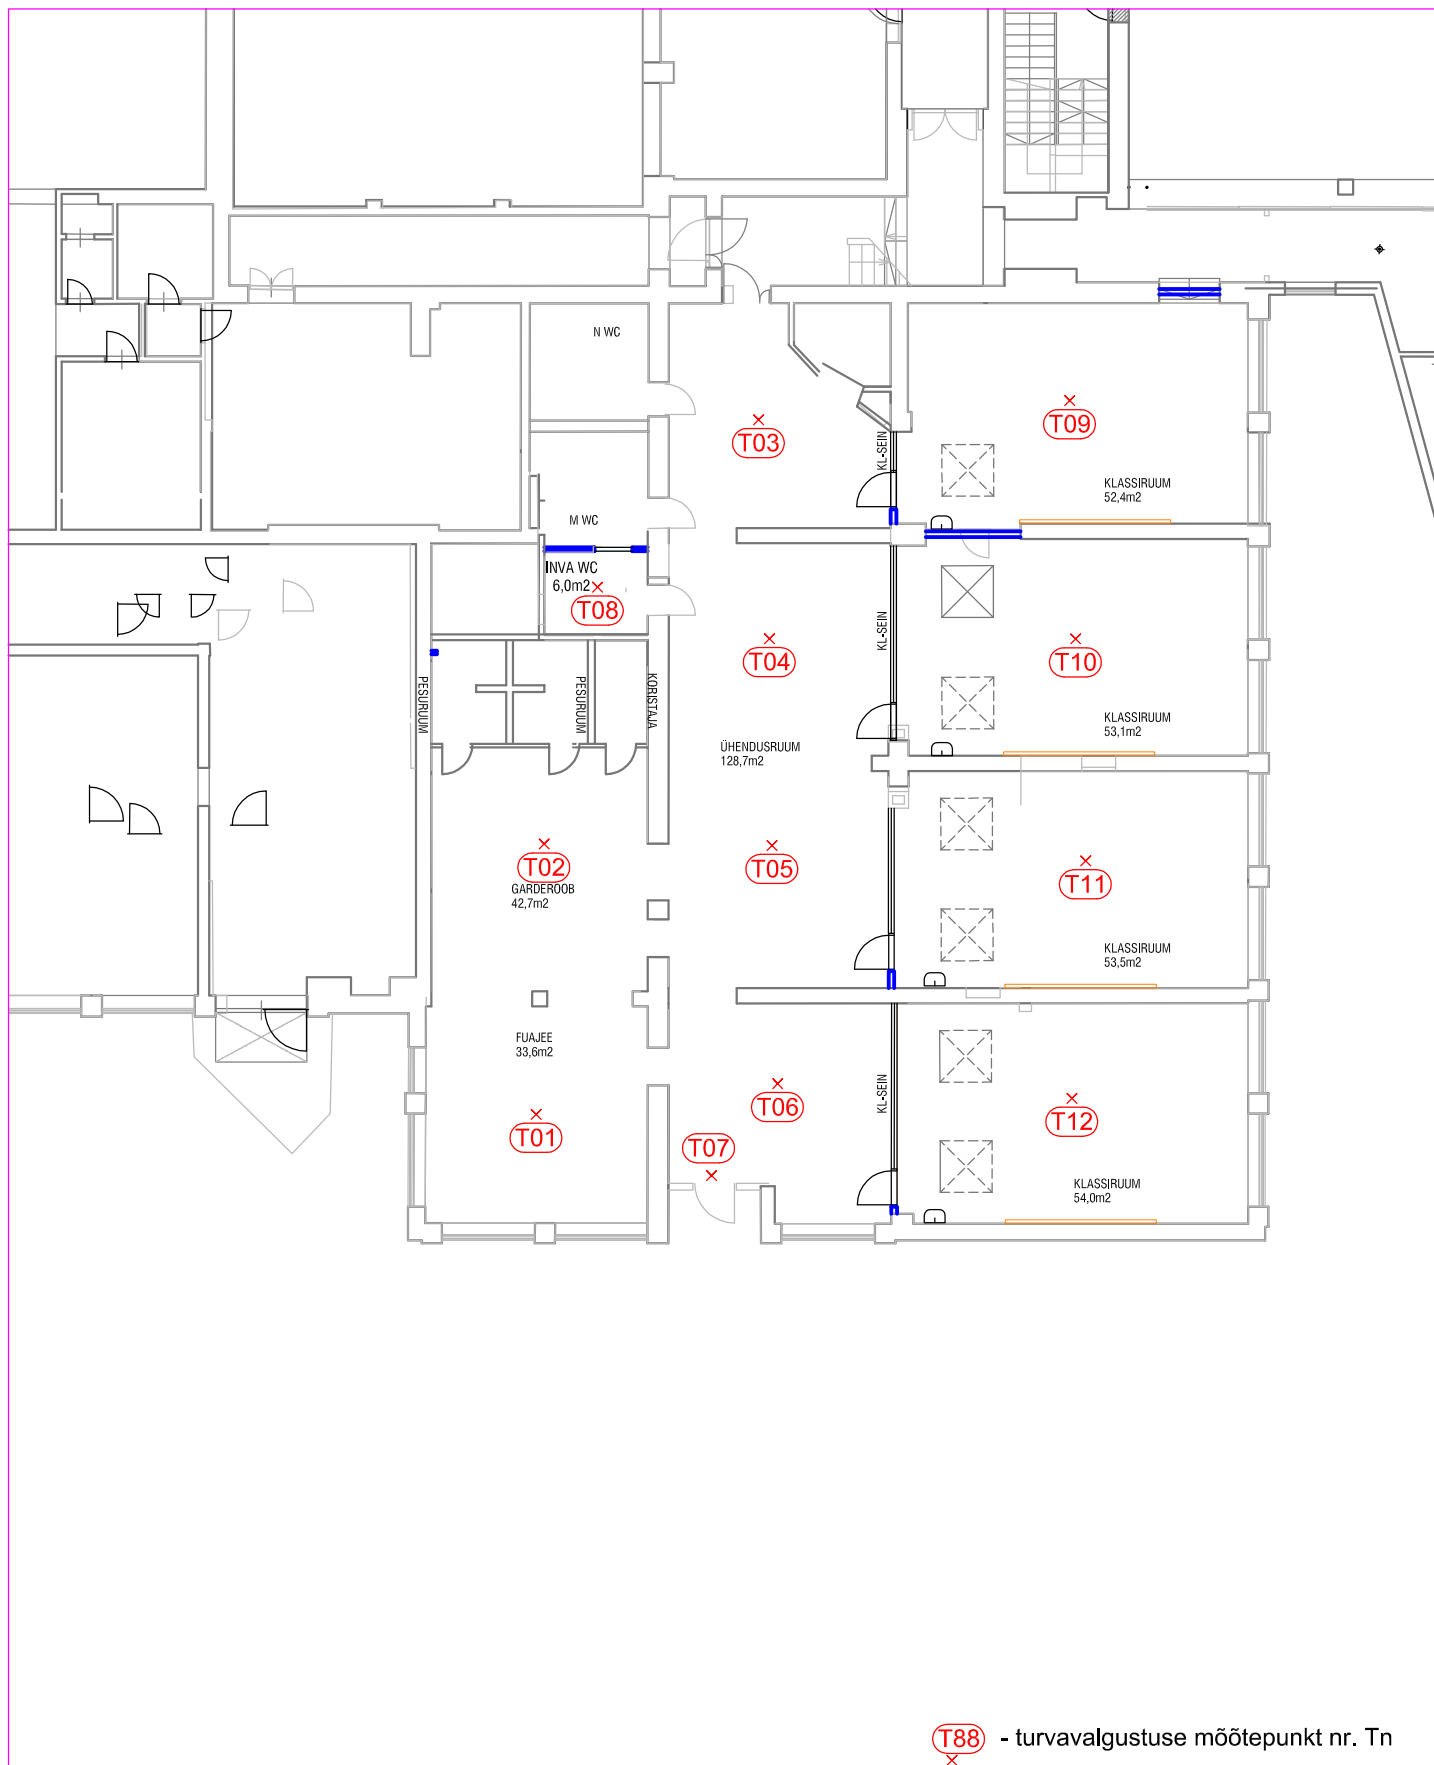 N WC
T03
T09
KL-SEIN
KLASSIRUUM
52,4m2
M WC
INVA WC
6,0m2
T08
KL-SEIN
T04
T10
PESURUUM
PESURUUM
KORISTAJA
KLASSIRUUM
53,1m2
ÜHENDUSRUUM
128,7m2
T02
GARDEROOB
42,7m2
T05
T11
KLASSIRUUM
53,5m2
FUAJEE
33,6m2
KL-SEIN
T01
T06
T07
T12
KLASSIRUUM
54,0m2
T88 - turvavalgustuse mõõtepunkt nr. Tn